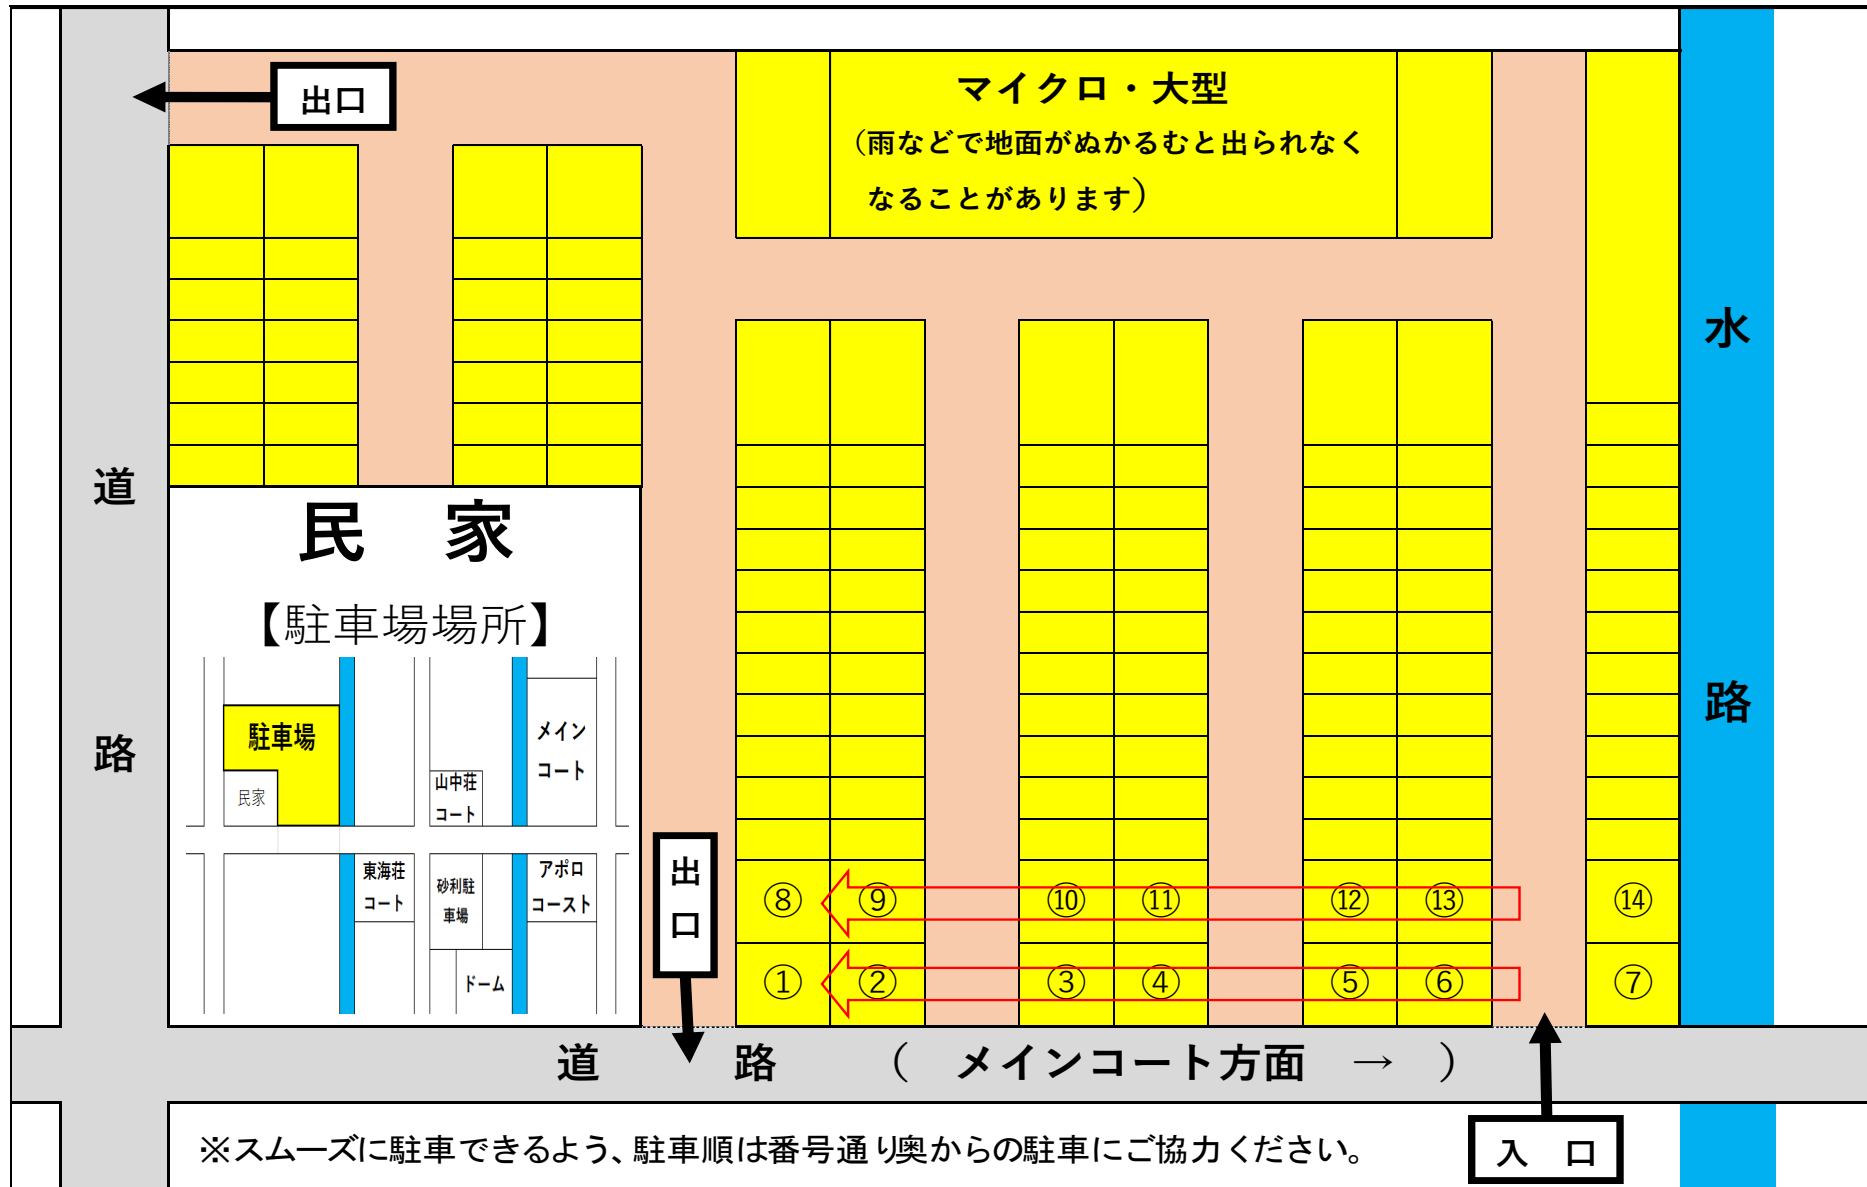 出口
マイクロ・大型
（雨などで地面がぬかるむと出られなく
なることがあります）
水
路
道
路
民　家
【駐車場場所】
駐車場
民家
メイン
コート
山中荘
コート
東海荘
コート
砂利駐
車場
アポロ
コースト
ドーム
出
口
⑧ ⑨ ⑩ ⑪ ⑫ ⑬ ⑭
① ② ③ ④ ⑤ ⑥ ⑦
道　路　（　メインコート方面　→　）
※スムーズに駐車できるよう、駐車順は番号通り奥からの駐車にご協力ください。
入　口